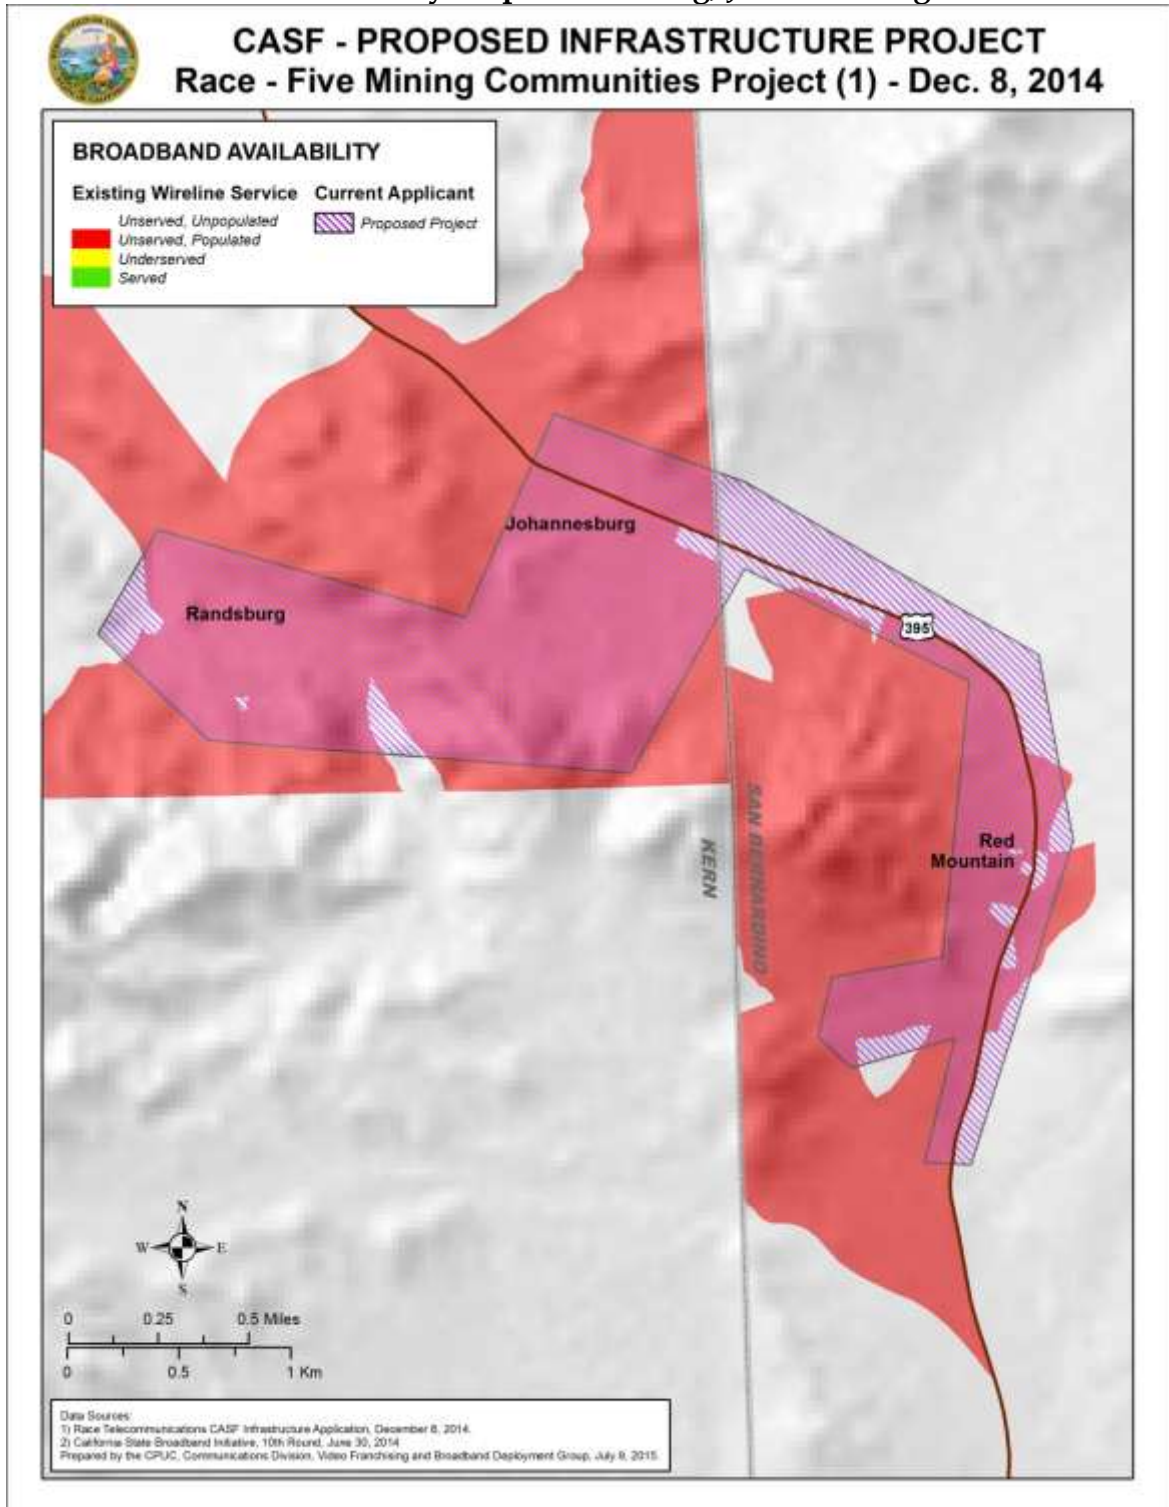 CASF - PROPOSED INFRASTRUCTURE PROJECT
Race - Five Mining Communities Project (1) - Dec. 8, 2014
BROADBAND AVAILABILITY
Existing Wireline Service
Unserved, Unpopulated
Unserved, Populated
Underserved
Served
Current Applicant
Proposed Project
Johannesburg
Randsburg
395
Red
Mountain
KERN
SAN BERNARDINO
N
W E
S
0 0.25 0.5 Miles
0 0.5 1 Km
Data Sources:
1) Race Telecommunications CASF Infrastructure Application, December 8, 2014.
2) California State Broadband Initiative, 10th Round, June 30, 2014
Prepared by the CPUC, Communications Division, Video Franchising and Broadband Deployment Group, July 9, 2015.